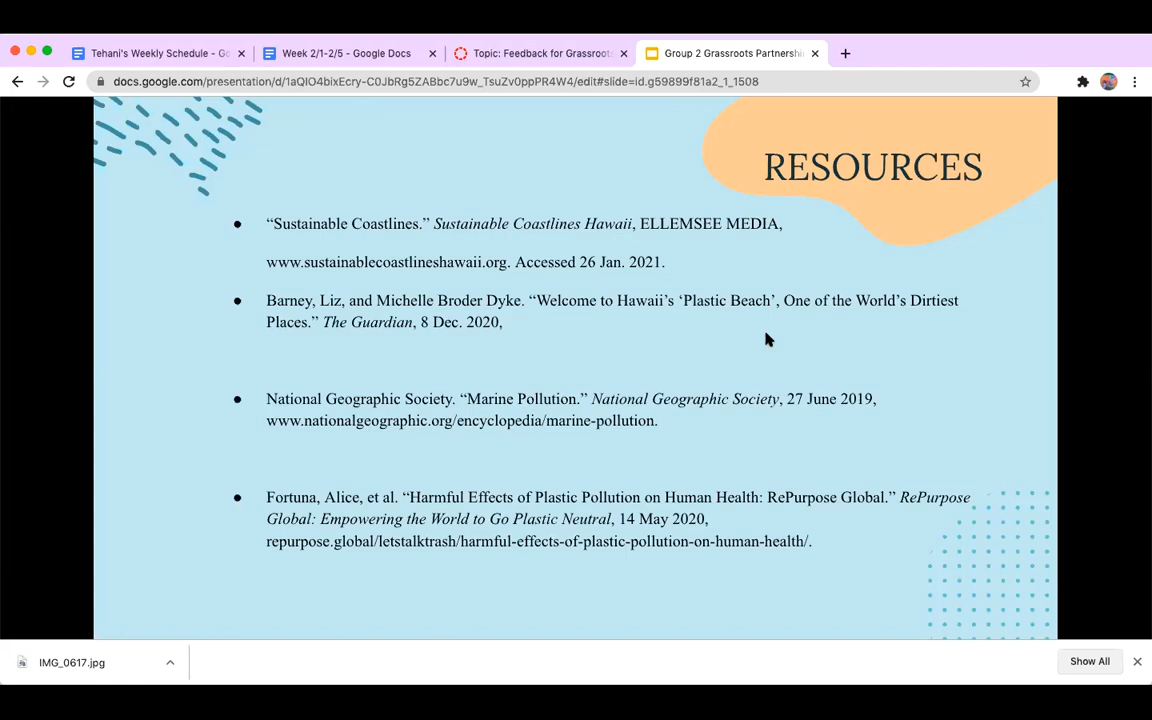 Tehani's Weekly Schedule - Go
Week 2/1-2/5 - Google Docs
Topic: Feedback for Grassroots
Group 2 Grassroots Partnership
docs.google.com/presentation/d/1aQIO4bixEcry-C0JbRg5ZABbc7u9w_TsuZv0ppPR4W4/edit#slide=id.g59899f81a2_1_1508
RESOURCES
● “Sustainable Coastlines.” Sustainable Coastlines Hawaii, ELLEMSEE MEDIA,
www.sustainablecoastlineshawaii.org. Accessed 26 Jan. 2021.
● Barney, Liz, and Michelle Broder Dyke. “Welcome to Hawaii’s ‘Plastic Beach’, One of the World’s Dirtiest
Places.” The Guardian, 8 Dec. 2020,
● National Geographic Society. “Marine Pollution.” National Geographic Society, 27 June 2019,
www.nationalgeographic.org/encyclopedia/marine-pollution.
● Fortuna, Alice, et al. “Harmful Effects of Plastic Pollution on Human Health: RePurpose Global.” RePurpose
Global: Empowering the World to Go Plastic Neutral, 14 May 2020,
repurpose.global/letstalktrash/harmful-effects-of-plastic-pollution-on-human-health/.
IMG_0617.jpg
Show All